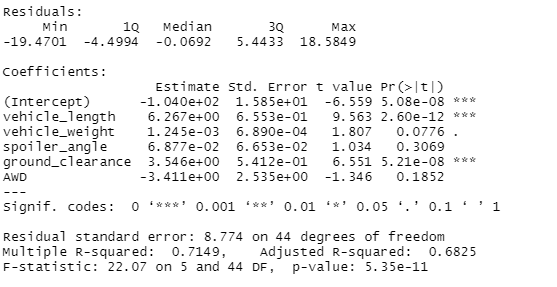 Residuals:
     Min       1Q   Median       3Q      Max
-19.4701  -4.4994  -0.0692   5.4433  18.5849

Coefficients:
                   Estimate Std. Error t value Pr(>|t|)
(Intercept)      -1.040e+02  1.585e+01  -6.559 5.08e-08 ***
vehicle_length    6.267e+00  6.553e-01   9.563 2.60e-12 ***
vehicle_weight    1.245e-03  6.890e-04   1.807   0.0776 .
spoiler_angle     6.877e-02  6.653e-02   1.034   0.3069
ground_clearance  3.546e+00  5.412e-01   6.551 5.21e-08 ***
AWD              -3.411e+00  2.535e+00  -1.346   0.1852
---
Signif. codes:  0 ‘***’ 0.001 ‘**’ 0.01 ‘*’ 0.05 ‘.’ 0.1 ‘ ’ 1

Residual standard error: 8.774 on 44 degrees of freedom
Multiple R-squared:  0.7149,    Adjusted R-squared:  0.6825
F-statistic: 22.07 on 5 and 44 DF,  p-value: 5.35e-11